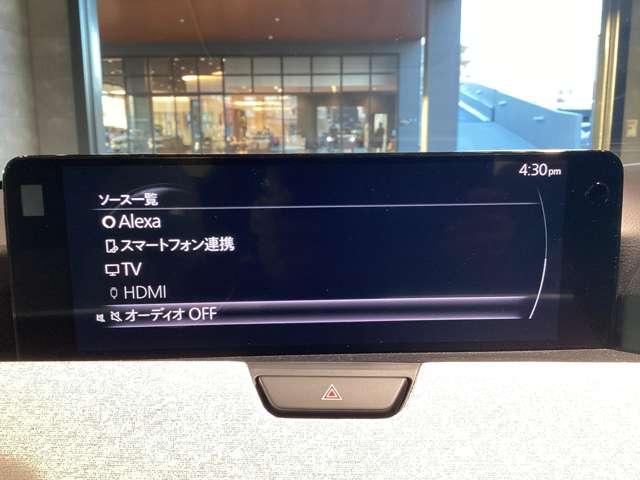 4:30pm
ソース一覧
Alexa
スマートフォン連携
TV
HDMI
オーディオ OFF